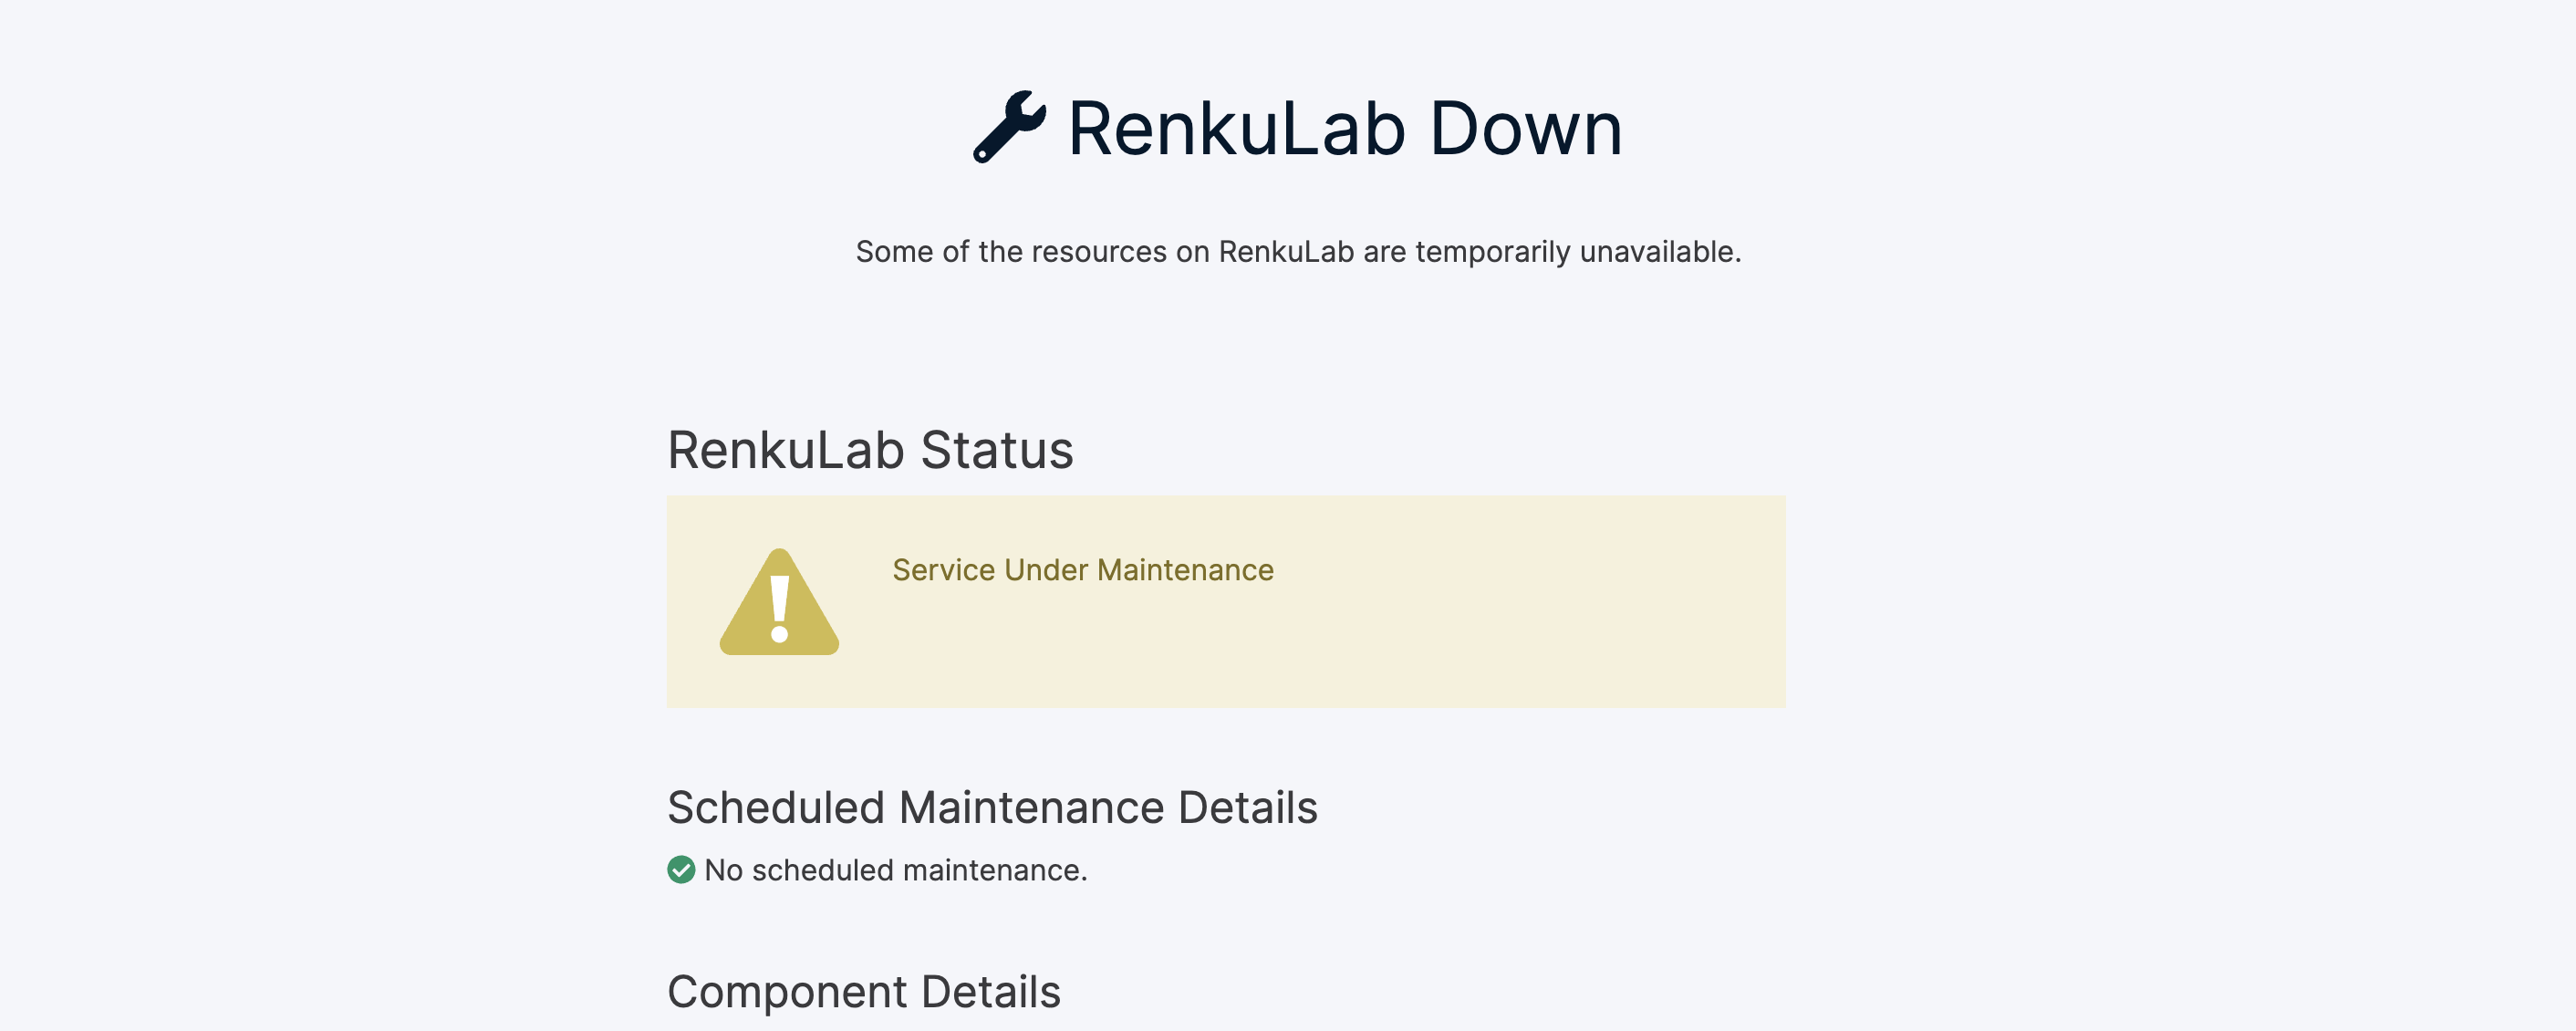 RenkuLab Down
Some of the resources on RenkuLab are temporarily unavailable.
RenkuLab Status
Service Under Maintenance
Scheduled Maintenance Details
No scheduled maintenance.
Component Details